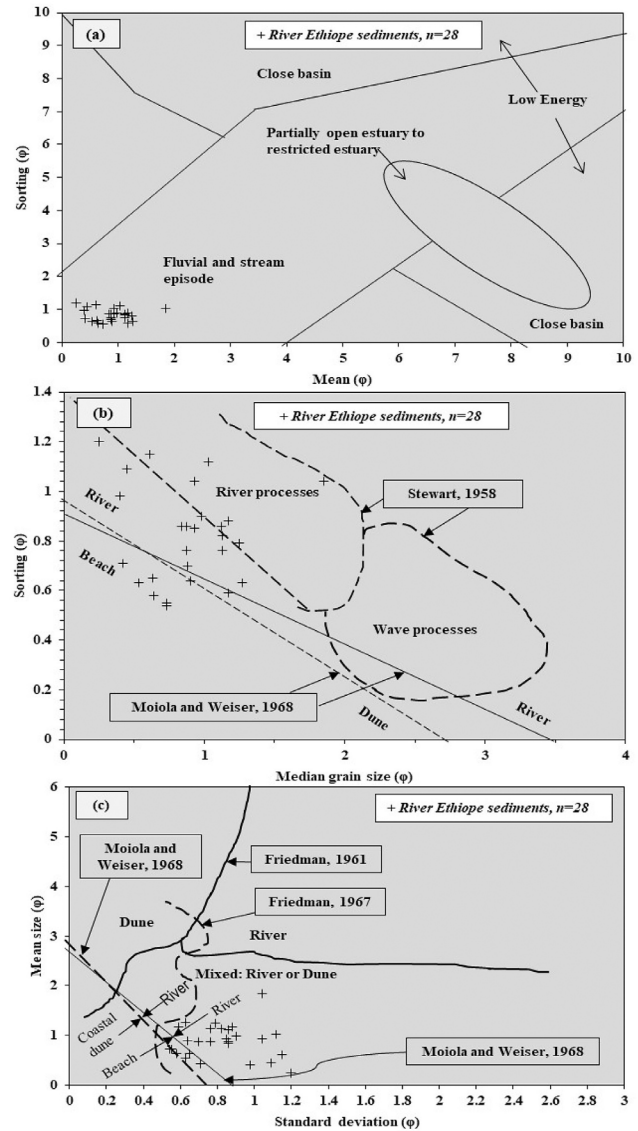 (a)
+ River Ethiope sediments, n=28
Close basin
Low Energy
Partially open estuary to
restricted estuary
Fluvial and stream
episode
Close basin
Sorting (φ)
10
9
8
7
6
5
4
3
2
1
0
0 1 2 3 4 5 6 7 8 9 10
Mean (φ)
(b)
+ River Ethiope sediments, n=28
River processes
Stewart, 1958
River
Beach
Wave processes
Moiola and Weiser, 1968
Dune
River
Sorting (φ)
1.4
1.2
1
0.8
0.6
0.4
0.2
0
0 1 2 3 4
Median grain size (φ)
(c)
+ River Ethiope sediments, n=28
Moiola and
Weiser, 1968
Friedman, 1961
Friedman, 1967
Dune
River
Mixed: River or Dune
River
River
Coastal
dune
Beach
Moiola and Weiser, 1968
Mean size (φ)
6
5
4
3
2
1
0
0 0.2 0.4 0.6 0.8 1 1.2 1.4 1.6 1.8 2 2.2 2.4 2.6 2.8 3
Standard deviation (φ)